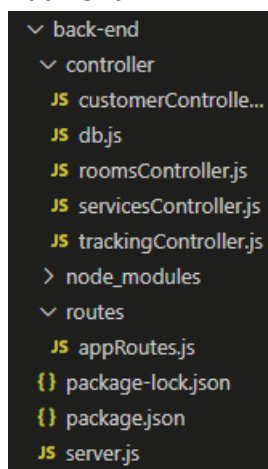 back-end
controller
JS customerControlle...
JS db.js
JS roomsController.js
JS servicesController.js
JS trackingController.js
node_modules
routes
JS appRoutes.js
{} package-lock.json
{} package.json
JS server.js